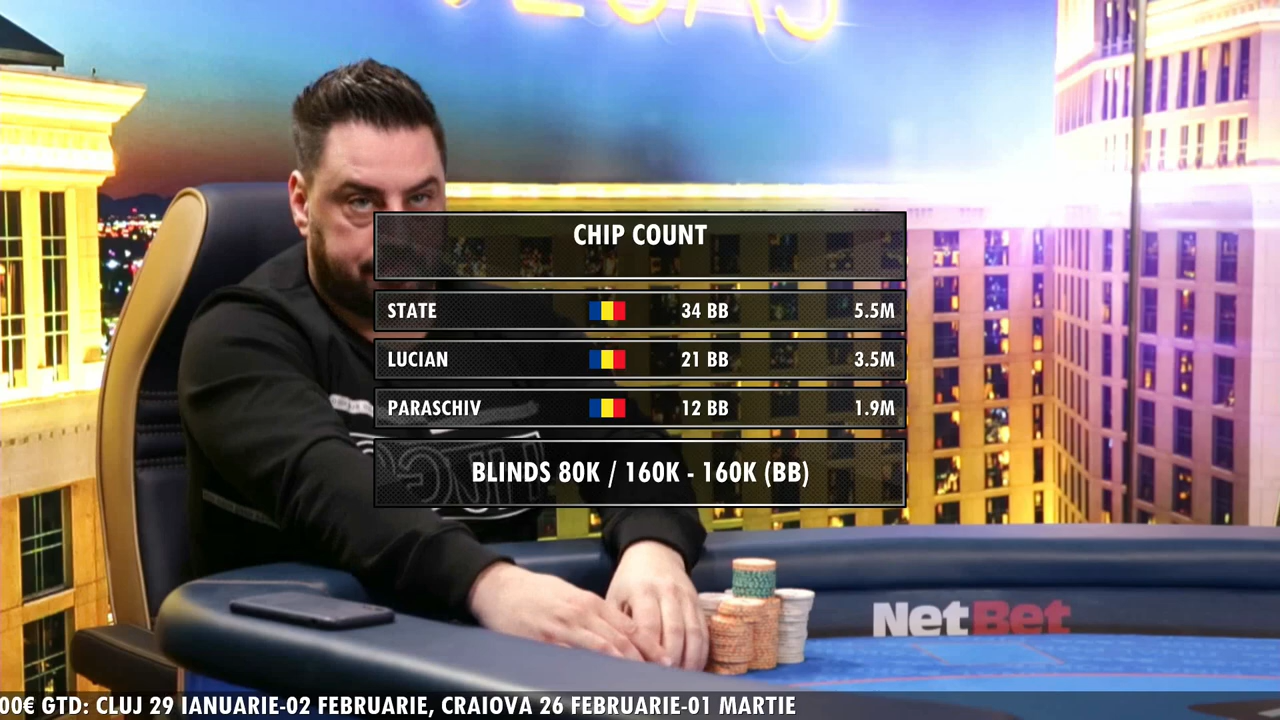 VEGAS
CHIP COUNT
STATE 34 BB 5.5M
LUCIAN 21 BB 3.5M
PARASCHIV 12 BB 1.9M
BLINDS 80K / 160K - 160K (BB)
NetBet
00€ GTD: CLUJ 29 IANUARIE-02 FEBRUARIE, CRAIOVA 26 FEBRUARIE-01 MARTIE